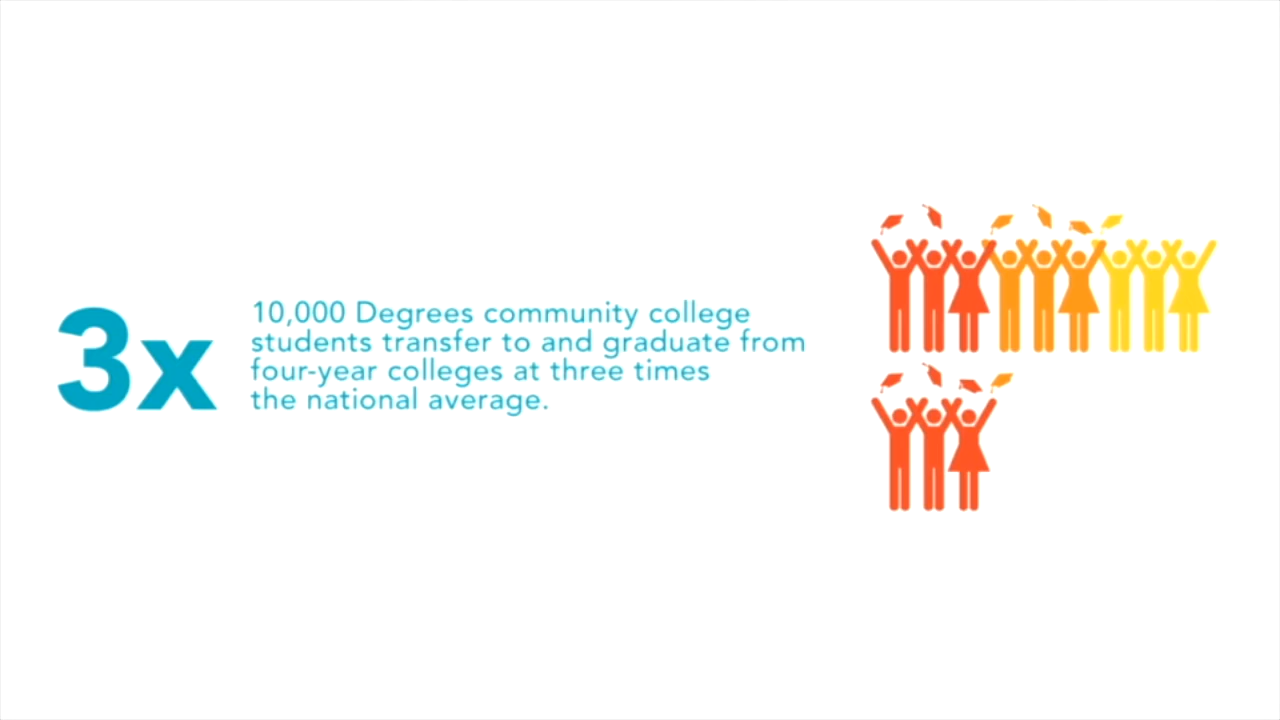 3x
10,000 Degrees community college
students transfer to and graduate from
four-year colleges at three times
the national average.